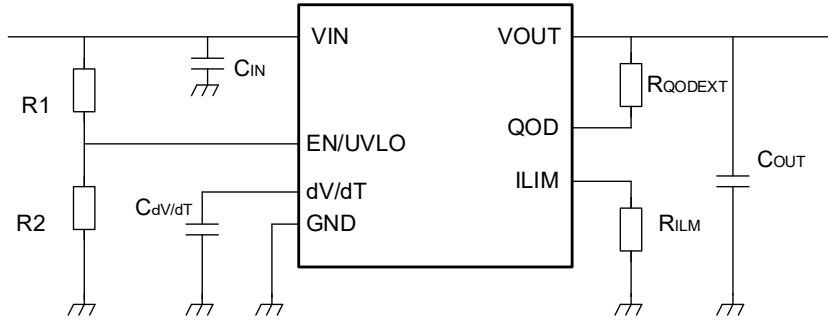 VIN
VOUT
CIN
RQODEXT
R1
QOD
EN/UVLO
COUT
ILIM
dV/dT
CdV/dT
R2
GND
RILM